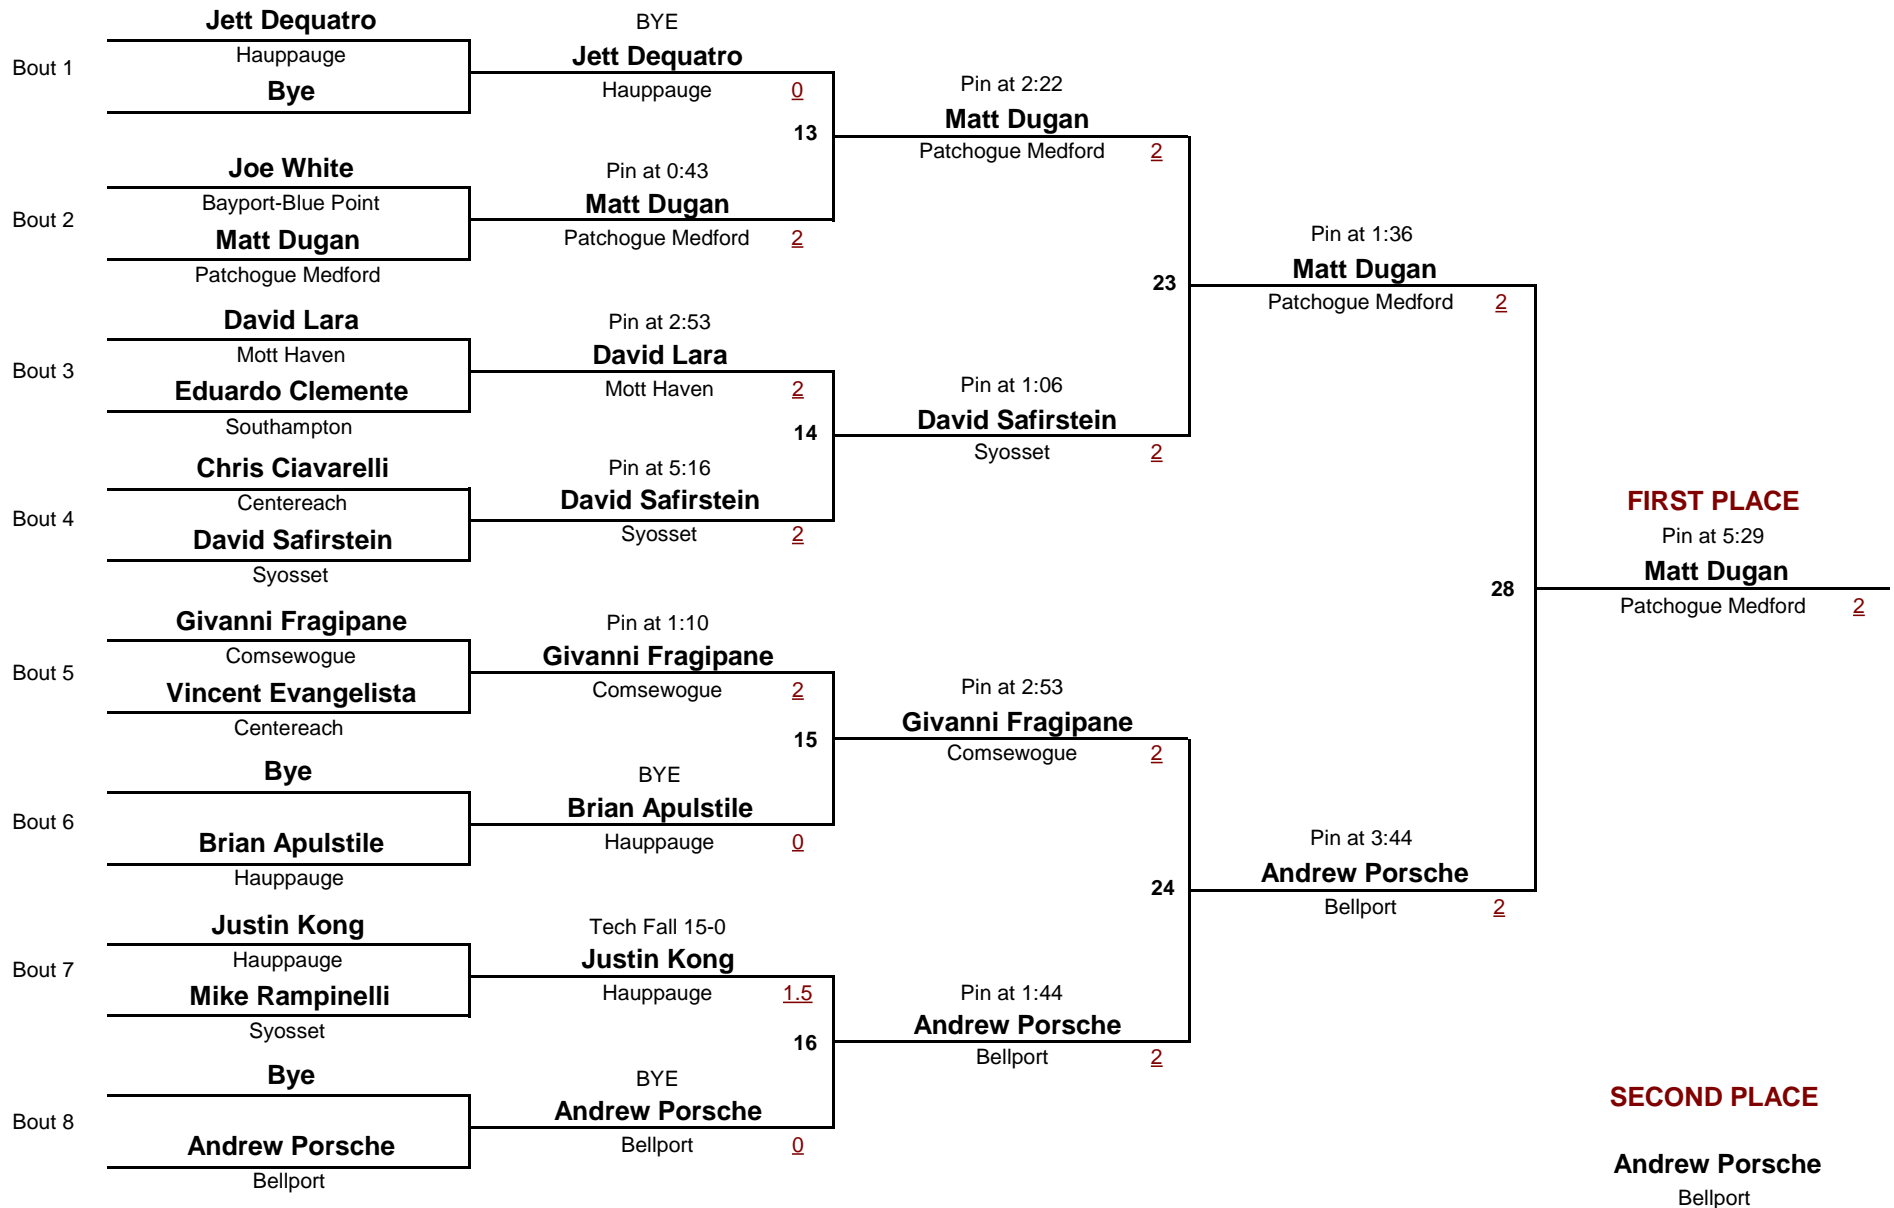 Jett Dequatro
Bout 1
Hauppauge
Bye
Joe White
Bout 2
Bayport-Blue Point
Matt Dugan
Patchogue Medford
David Lara
Bout 3
Mott Haven
Eduardo Clemente
Southampton
Chris Ciavarelli
Bout 4
Centereach
David Safirstein
Syosset
Givanni Fragipane
Bout 5
Comsewogue
Vincent Evangelista
Centereach
Bye
Bout 6
Brian Apulstile
Hauppauge
Justin Kong
Bout 7
Hauppauge
Mike Rampinelli
Syosset
Bye
Bout 8
Andrew Porsche
Bellport
BYE
Jett Dequatro
Hauppauge 0
13
Pin at 0:43
Matt Dugan
Patchogue Medford 2
Pin at 2:53
David Lara
Mott Haven 2
14
Pin at 5:16
David Safirstein
Syosset 2
Pin at 1:10
Givanni Fragipane
Comsewogue 2
15
BYE
Brian Apulstile
Hauppauge 0
Tech Fall 15-0
Justin Kong
Hauppauge 1.5
16
BYE
Andrew Porsche
Bellport 0
Pin at 2:22
Matt Dugan
Patchogue Medford 2
23
Pin at 1:06
David Safirstein
Syosset 2
Pin at 2:53
Givanni Fragipane
Comsewogue 2
24
Pin at 1:44
Andrew Porsche
Bellport 2
Pin at 1:36
Matt Dugan
Patchogue Medford 2
28
Pin at 3:44
Andrew Porsche
Bellport 2
FIRST PLACE
Pin at 5:29
Matt Dugan
Patchogue Medford 2
SECOND PLACE
Andrew Porsche
Bellport